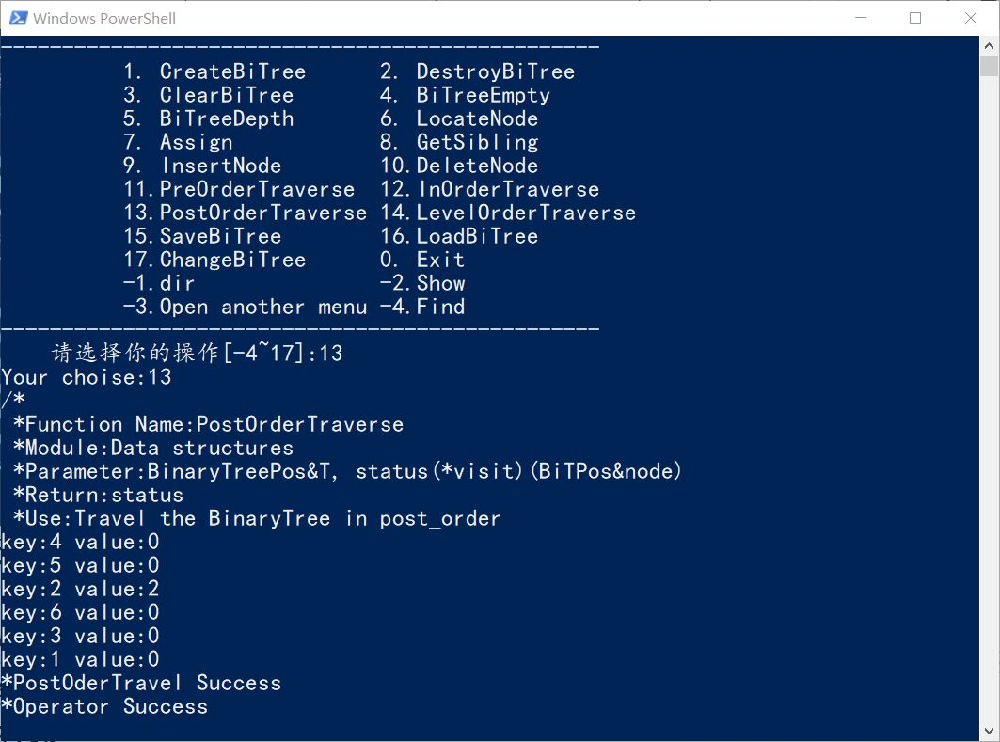 Windows PowerShell
-------------------------------------------------
1. CreateBiTree 2. DestroyBiTree
3. ClearBiTree 4. BiTreeEmpty
5. BiTreeDepth 6. LocateNode
7. Assign 8. GetSibling
9. InsertNode 10.DeleteNode
11.PreOrderTraverse 12.InOrderTraverse
13.PostOrderTraverse 14.LevelOrderTraverse
15.SaveBiTree 16.LoadBiTree
17.ChangeBiTree 0. Exit
-1.dir -2.Show
-3.Open another menu -4.Find
-------------------------------------------------
请选择你的操作[-4~17]:13
Your choise:13
/*
*Function Name:PostOrderTraverse
*Module:Data structures
*Parameter:BinaryTreePos&T, status(*visit)(BiTPos&node)
*Return:status
*Use:Travel the BinaryTree in post_order
key:4 value:0
key:5 value:0
key:2 value:2
key:6 value:0
key:3 value:0
key:1 value:0
*PostOderTravel Success
*Operator Success